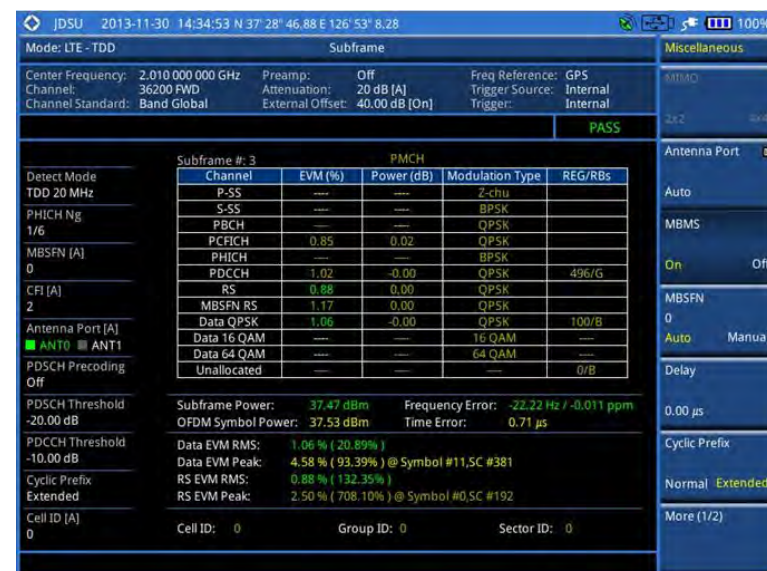 JDSU 2013-11-30 14:34:53 N 37° 28" 46.88 E 126° 53" 8.28 100%
Mode: LTE - TDD Subframe Miscellaneous
Center Frequency: 2.010 000 000 GHz Preamp: Off Freq Reference: GPS
Channel: 36200 FWD Attenuation: 20 dB [A] Trigger Source: Internal
Channel Standard: Band Global External Offset: 40.00 dB [On] Trigger: Internal
MIMO
2x2 4x4
PASS
Antenna Port
Auto
MBMS
On Of
MBSFN
0
Auto Manua
Delay
0.00 μs
Cyclic Prefix
Normal Extended
More (1/2)
Detect Mode
TDD 20 MHz
PHICH Ng
1/6
MBSFN [A]
0
CFI [A]
2
Antenna Port [A]
ANT0 ANT1
PDSCH Precoding
Off
PDSCH Threshold
-20.00 dB
PDCCH Threshold
-10.00 dB
Cyclic Prefix
Extended
Cell ID [A]
0
Subframe #: 3 PMCH
Channel EVM (%) Power (dB) Modulation Type REG/RBs
P-SS ---- ---- Z-chu
S-SS ---- ---- BPSK
PBCH ---- ---- QPSK
PCFICH 0.85 0.02 QPSK
PHICH ---- ---- BPSK
PDCCH 1.02 -0.00 QPSK 496/G
RS 0.88 0.00 QPSK
MBSFN RS 1.17 0.00 QPSK
Data QPSK 1.06 -0.00 QPSK 100/B
Data 16 QAM ---- ---- 16 QAM ----
Data 64 QAM ---- ---- 64 QAM ----
Unallocated ---- ---- ---- 0/B
Subframe Power: 37.47 dBm Frequency Error: -22.22 Hz / -0.011 ppm
OFDM Symbol Power: 37.53 dBm Time Error: 0.71 μs
Data EVM RMS: 1.06 % ( 20.89% )
Data EVM Peak: 4.58 % ( 93.39% ) @ Symbol #11,SC #381
RS EVM RMS: 0.88 % ( 132.35% )
RS EVM Peak: 2.50 % ( 708.10% ) @ Symbol #0,SC #192
Cell ID: 0 Group ID: 0 Sector ID: 0